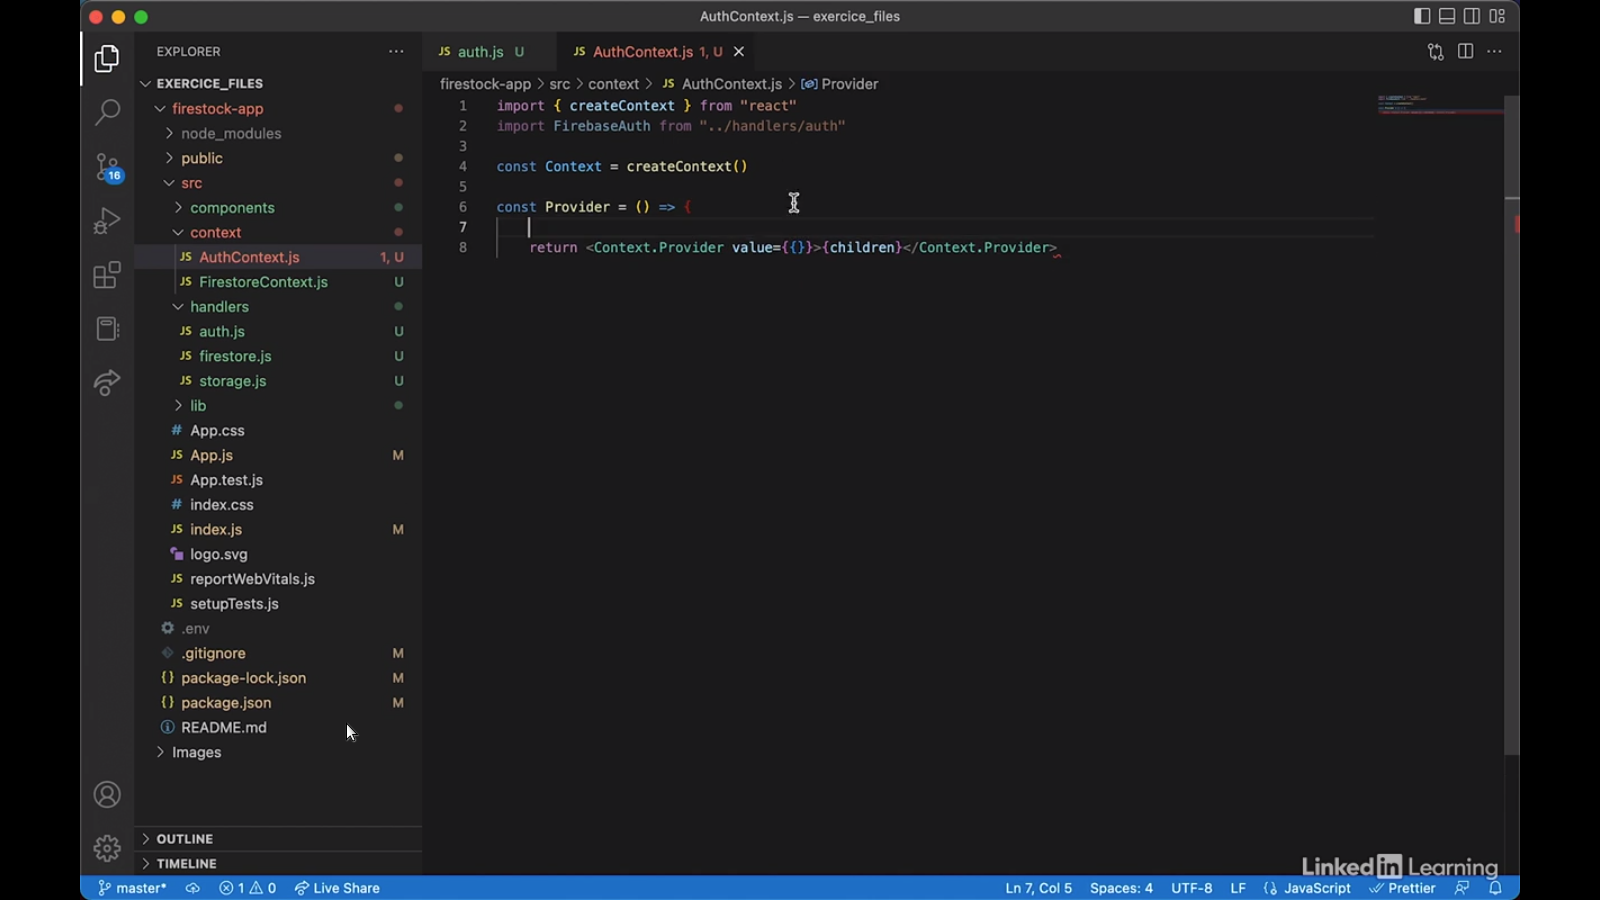 AuthContext.js — exercice_files
EXPLORER
EXERCICE_FILES
firestock-app
node_modules
public
src
components
context
JS AuthContext.js 1, U
JS FirestoreContext.js U
handlers
JS auth.js U
JS firestore.js U
JS storage.js U
lib
# App.css
JS App.js M
JS App.test.js
# index.css
JS index.js M
logo.svg
JS reportWebVitals.js
JS setupTests.js
.env
.gitignore M
{} package-lock.json M
{} package.json M
README.md
Images
OUTLINE
TIMELINE
16
JS auth.js U
JS AuthContext.js 1, U
firestock-app > src > context > JS AuthContext.js > Provider
1 import { createContext } from "react"
2 import FirebaseAuth from "../handlers/auth"
3
4 const Context = createContext()
5
6 const Provider = () => {
7
8 return <Context.Provider value={{}}>{children}</Context.Provider>
LinkedIn Learning
master* 1 0 Live Share
Ln 7, Col 5 Spaces: 4 UTF-8 LF {} JavaScript Prettier